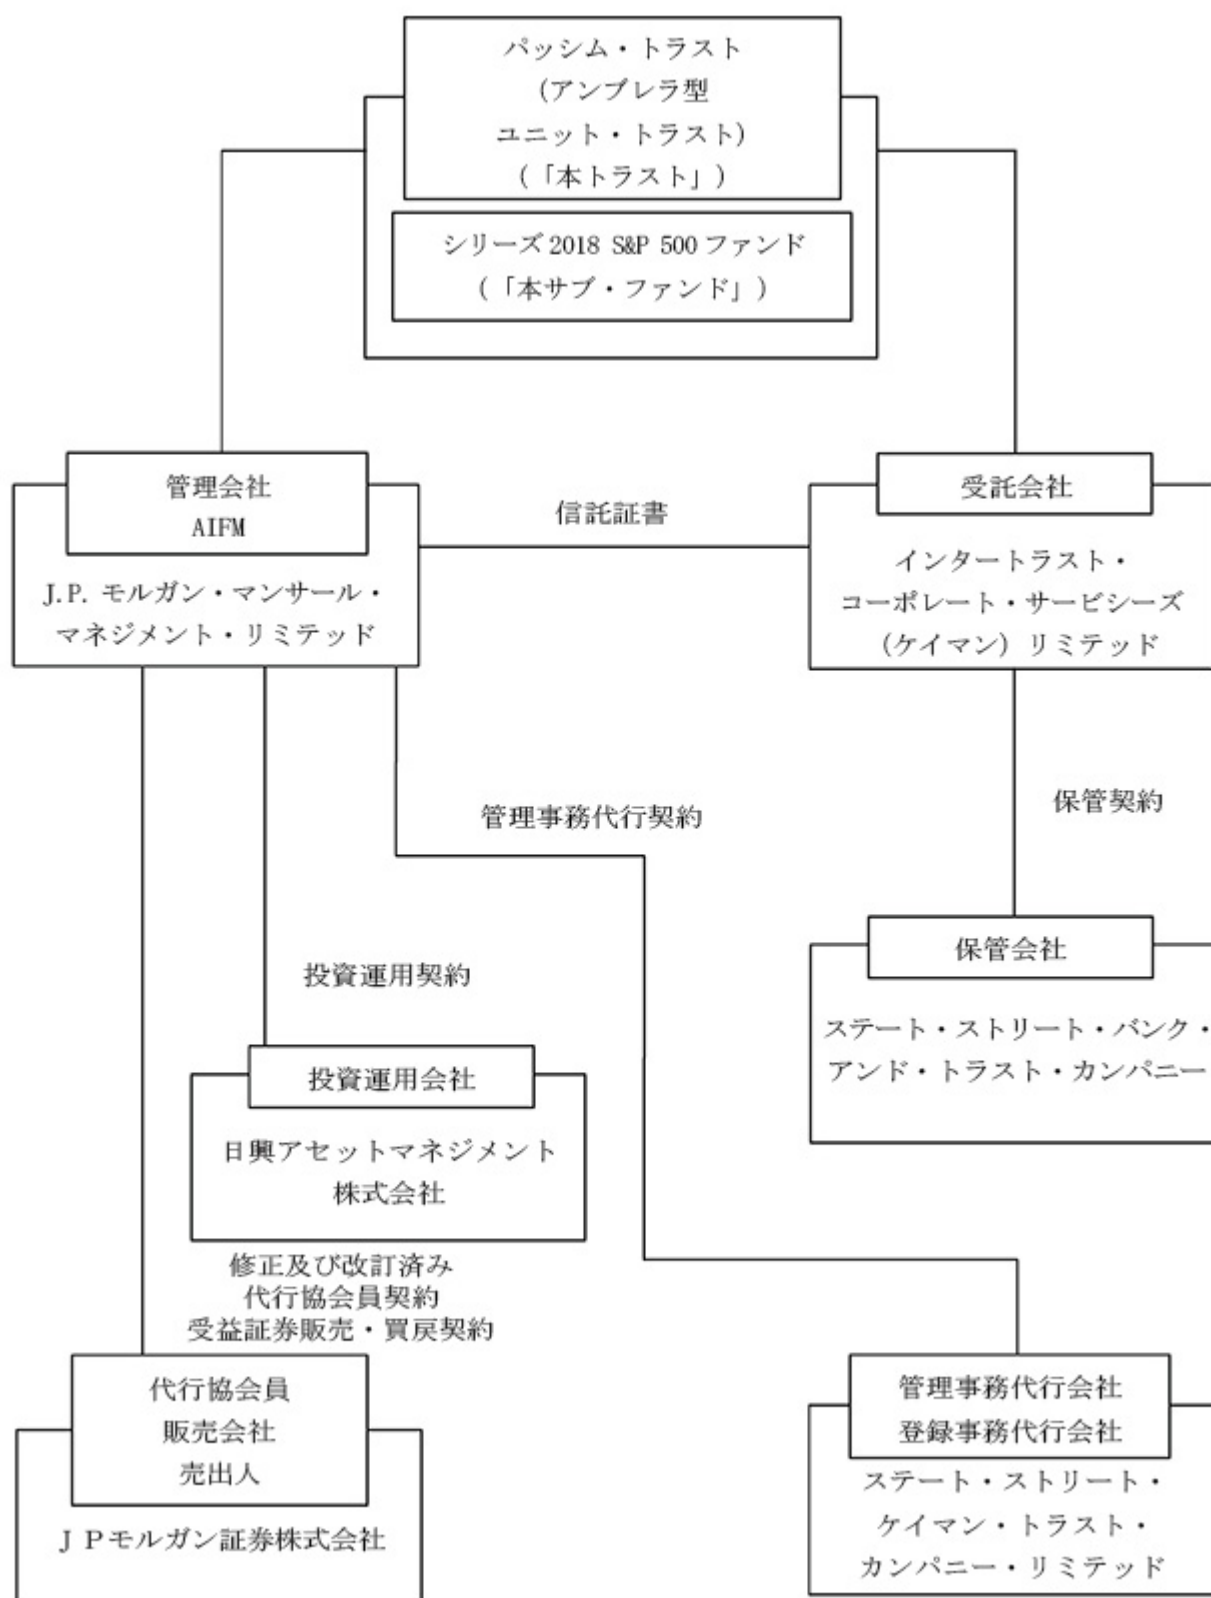 パッシム・トラスト
(アンブレラ型
ユニット・トラスト)
(「本トラスト」)
シリーズ 2018 S&P 500 ファンド
(「本サブ・ファンド」)
管理会社
AIFM
J.P. モルガン・マンサール・
マネジメント・リミテッド
信託証書
受託会社
インタートラスト・
コーポレート・サービシーズ
(ケイマン) リミテッド
管理事務代行契約
保管契約
保管会社
ステート・ストリート・バンク・
アンド・トラスト・カンパニー
投資運用契約
投資運用会社
日興アセットマネジメント
株式会社
修正及び改訂済み
代行協会員契約
受益証券販売・買戻契約
代行協会員
販売会社
売出人
JPモルガン証券株式会社
管理事務代行会社
登録事務代行会社
ステート・ストリート・
ケイマン・トラスト・
カンパニー・リミテッド